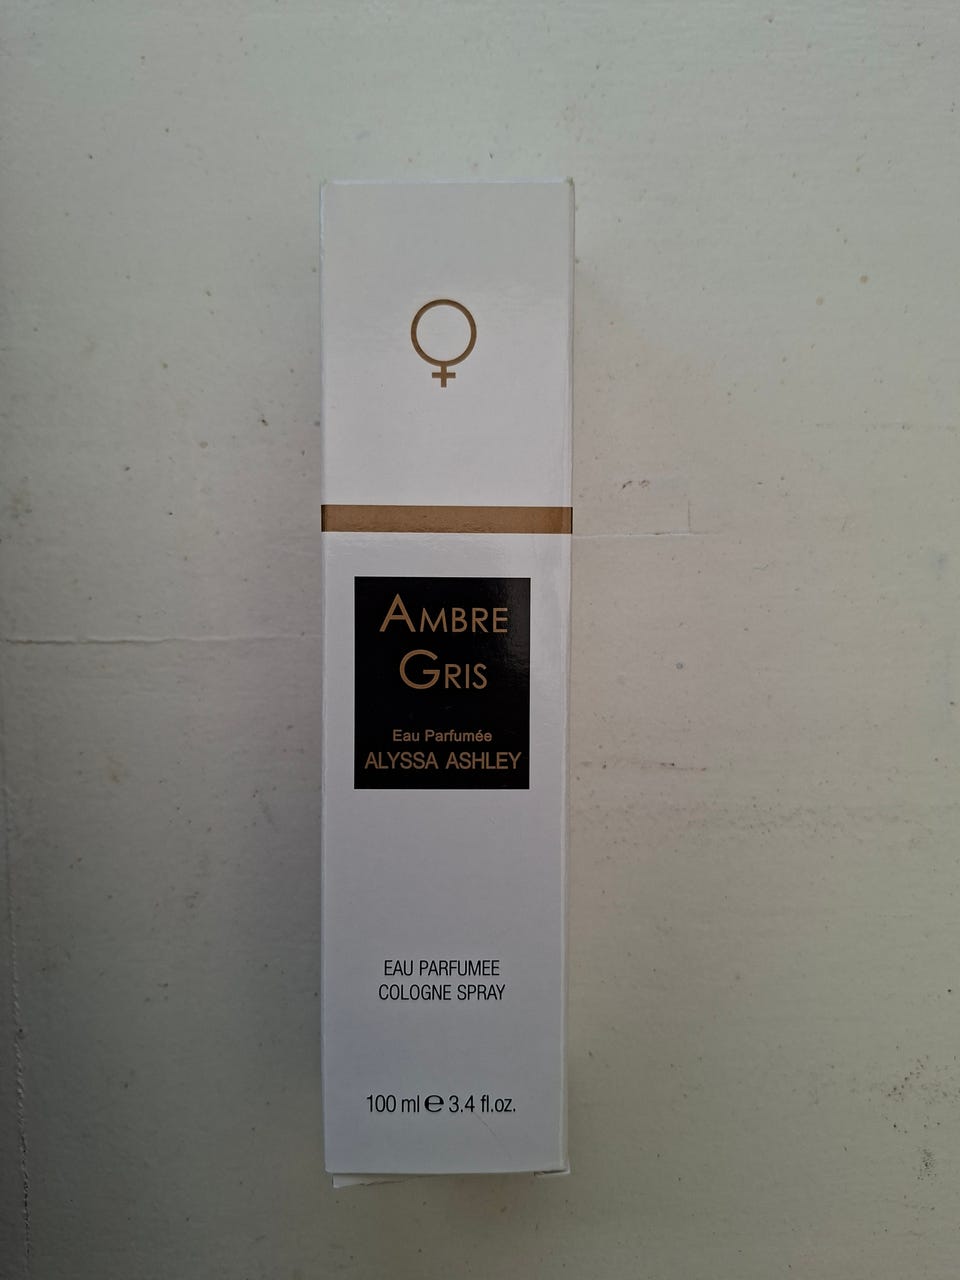 AMBRE
GRIS
Eau Parfumée
ALYSSA ASHLEY
EAU PARFUMEE
COLOGNE SPRAY
100 ml ℮ 3.4 fl.oz.